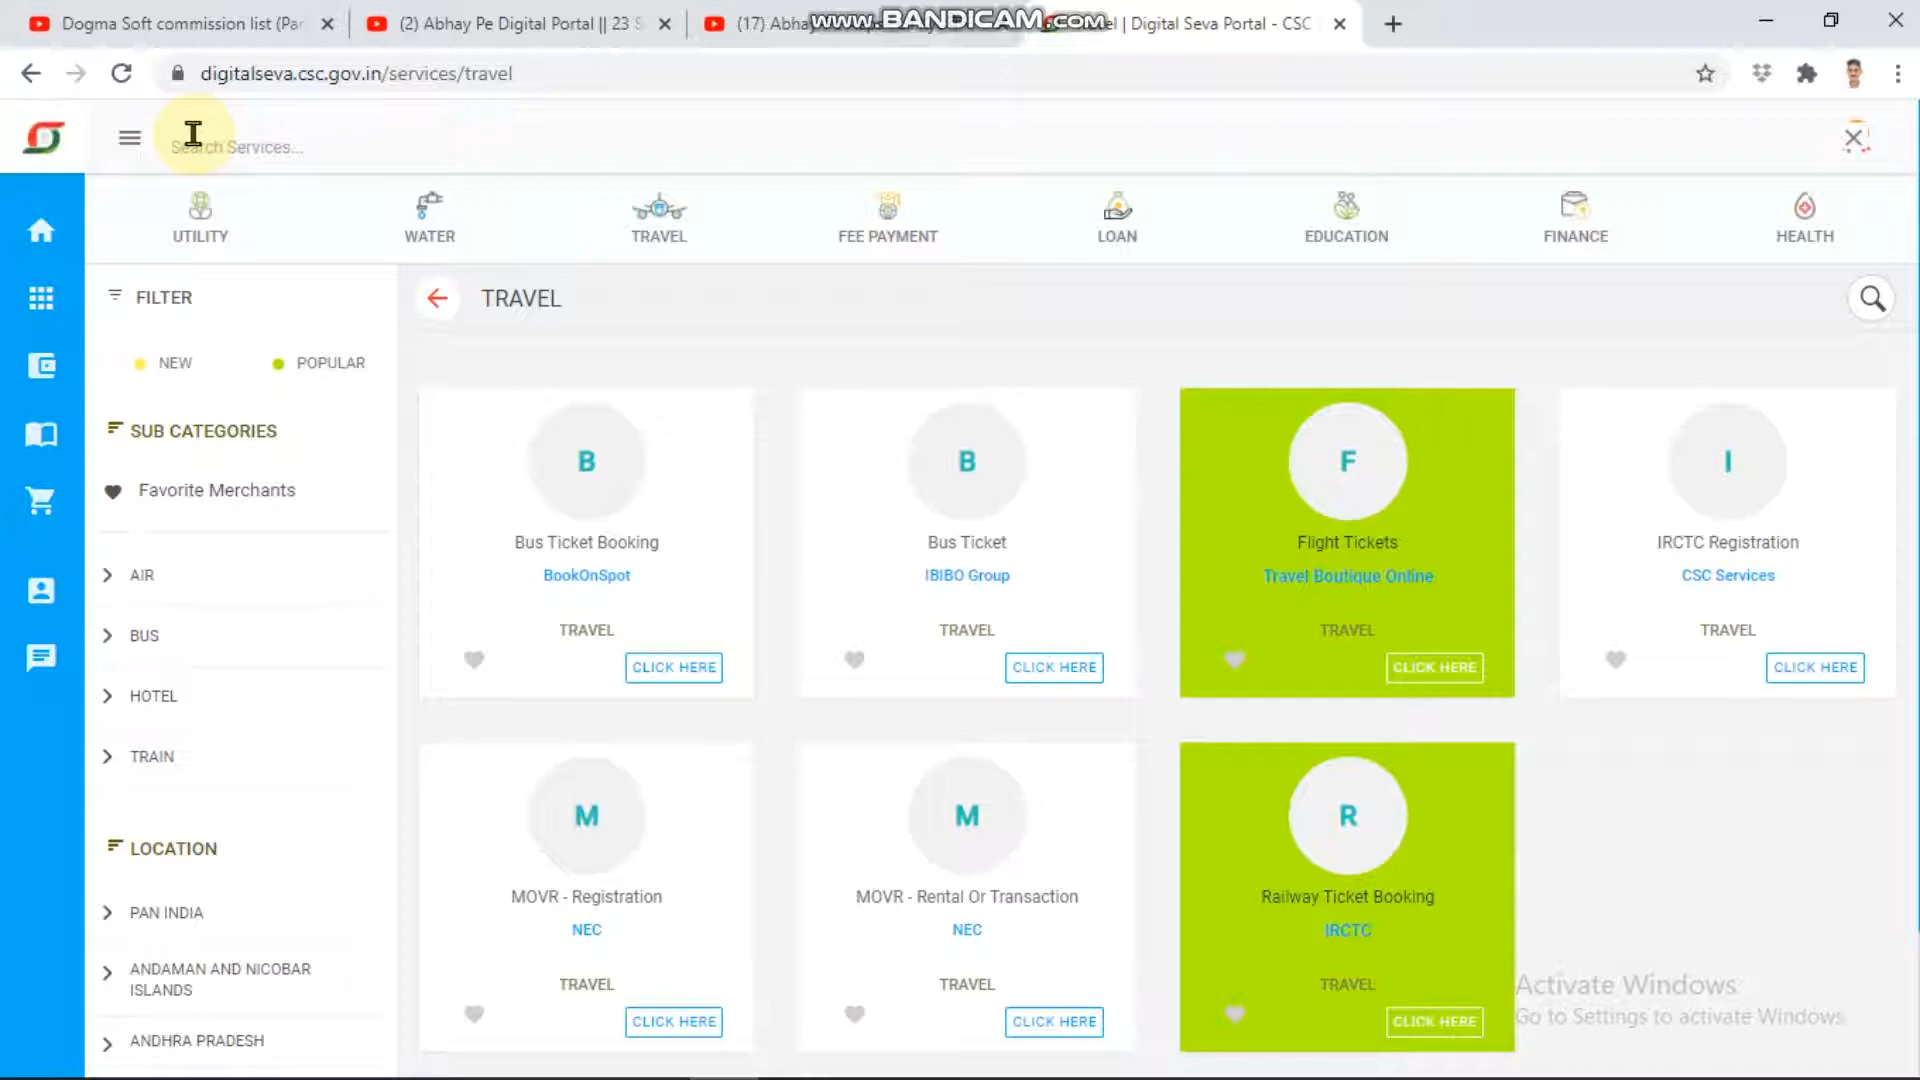 Dogma Soft commission list (Par
(2) Abhay Pe Digital Portal || 23 S
(17) Abhay
www.BANDICAM.com
el | Digital Seva Portal - CSC
digitalseva.csc.gov.in/services/travel
Search Services...
UTILITY
WATER
TRAVEL
FEE PAYMENT
LOAN
EDUCATION
FINANCE
HEALTH
FILTER
NEW
POPULAR
SUB CATEGORIES
Favorite Merchants
AIR
BUS
HOTEL
TRAIN
LOCATION
PAN INDIA
ANDAMAN AND NICOBAR
ISLANDS
ANDHRA PRADESH
TRAVEL
B
Bus Ticket Booking
BookOnSpot
TRAVEL
CLICK HERE
B
Bus Ticket
IBIBO Group
TRAVEL
CLICK HERE
F
Flight Tickets
Travel Boutique Online
TRAVEL
CLICK HERE
I
IRCTC Registration
CSC Services
TRAVEL
CLICK HERE
M
MOVR - Registration
NEC
TRAVEL
CLICK HERE
M
MOVR - Rental Or Transaction
NEC
TRAVEL
CLICK HERE
R
Railway Ticket Booking
IRCTC
TRAVEL
CLICK HERE
Activate Windows
Go to Settings to activate Windows.